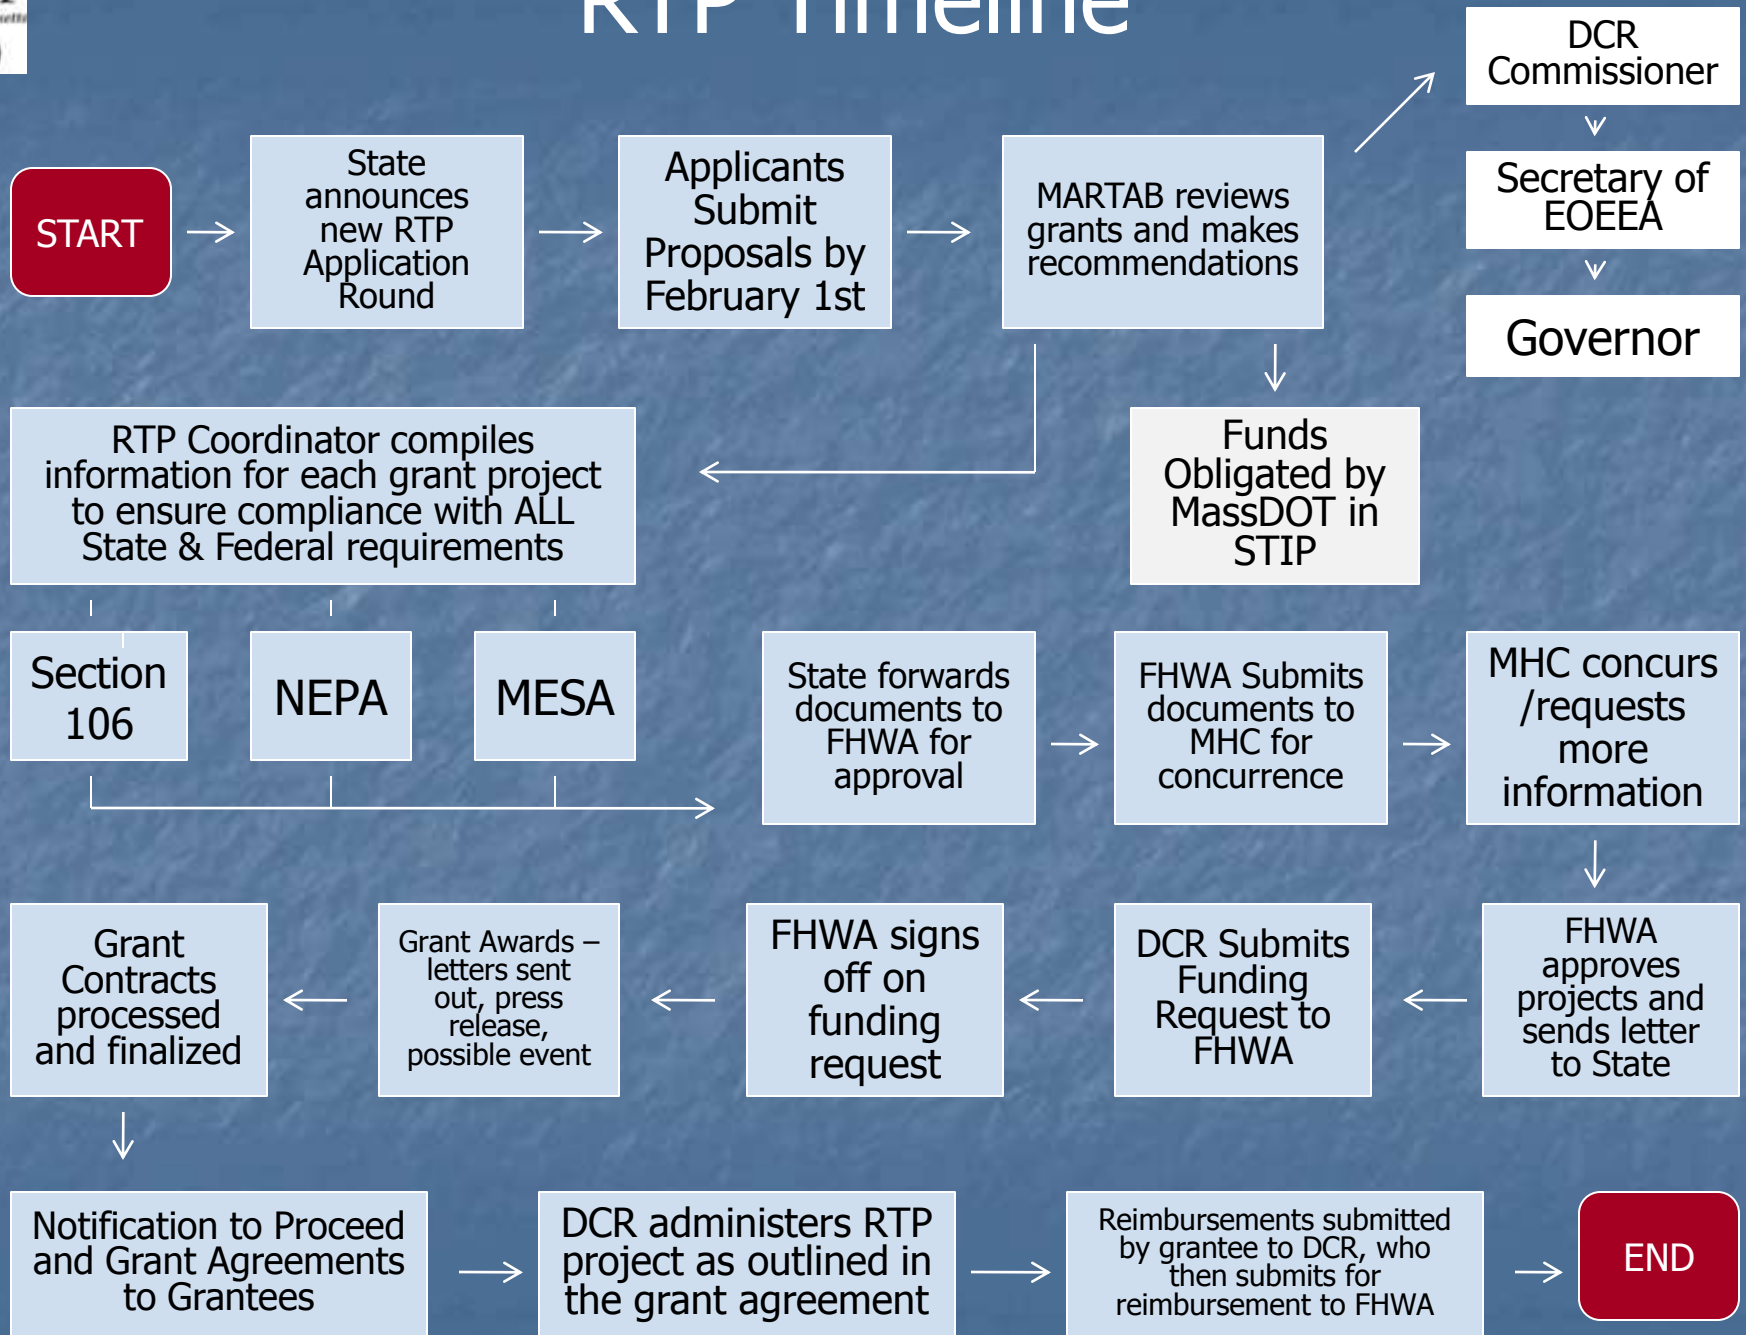 RTP Timeline
DCR
Commissioner
Secretary of
EOEEA
Governor
START
State
announces
new RTP
Application
Round
Applicants
Submit
Proposals by
February 1st
MARTAB reviews
grants and makes
recommendations
RTP Coordinator compiles
information for each grant project
to ensure compliance with ALL
State & Federal requirements
Funds
Obligated by
MassDOT in
STIP
Section
106
NEPA
MESA
State forwards
documents to
FHWA for
approval
FHWA Submits
documents to
MHC for
concurrence
MHC concurs
/requests
more
information
FHWA
approves
projects and
sends letter
to State
DCR Submits
Funding
Request to
FHWA
FHWA signs
off on
funding
request
Grant Awards –
letters sent
out, press
release,
possible event
Grant
Contracts
processed
and finalized
Notification to Proceed
and Grant Agreements
to Grantees
DCR administers RTP
project as outlined in
the grant agreement
Reimbursements submitted
by grantee to DCR, who
then submits for
reimbursement to FHWA
END